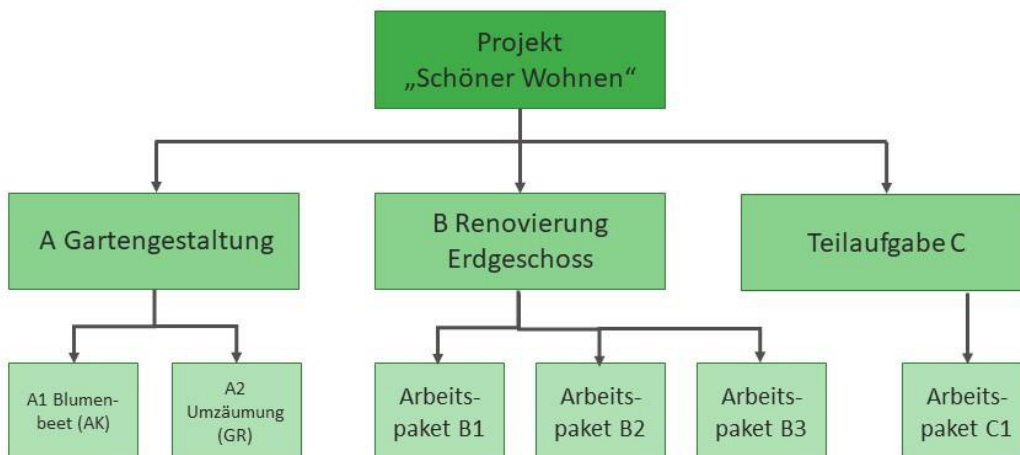 Projekt
„Schöner Wohnen“
A Gartengestaltung
B Renovierung
Erdgeschoss
Teilaufgabe C
A1 Blumen-
beet (AK)
A2
Umzäumung
(GR)
Arbeits-
paket B1
Arbeits-
paket B2
Arbeits-
paket B3
Arbeits-
paket C1